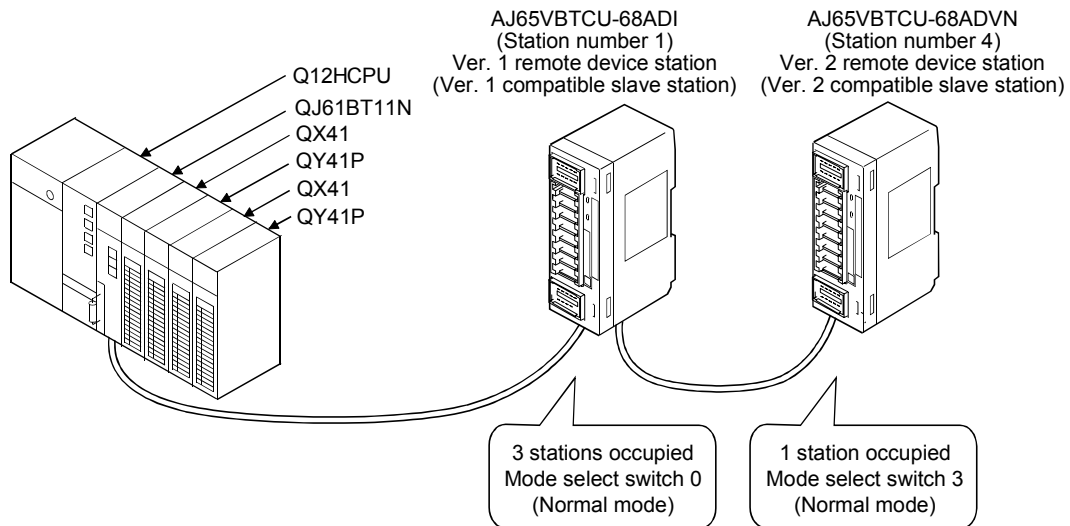 Q12HCPU
QJ61BT11N
QX41
QY41P
QX41
QY41P
AJ65VBTCU-68ADI
(Station number 1)
Ver. 1 remote device station
(Ver. 1 compatible slave station)
AJ65VBTCU-68ADVN
(Station number 4)
Ver. 2 remote device station
(Ver. 2 compatible slave station)
3 stations occupied
Mode select switch 0
(Normal mode)
1 station occupied
Mode select switch 3
(Normal mode)